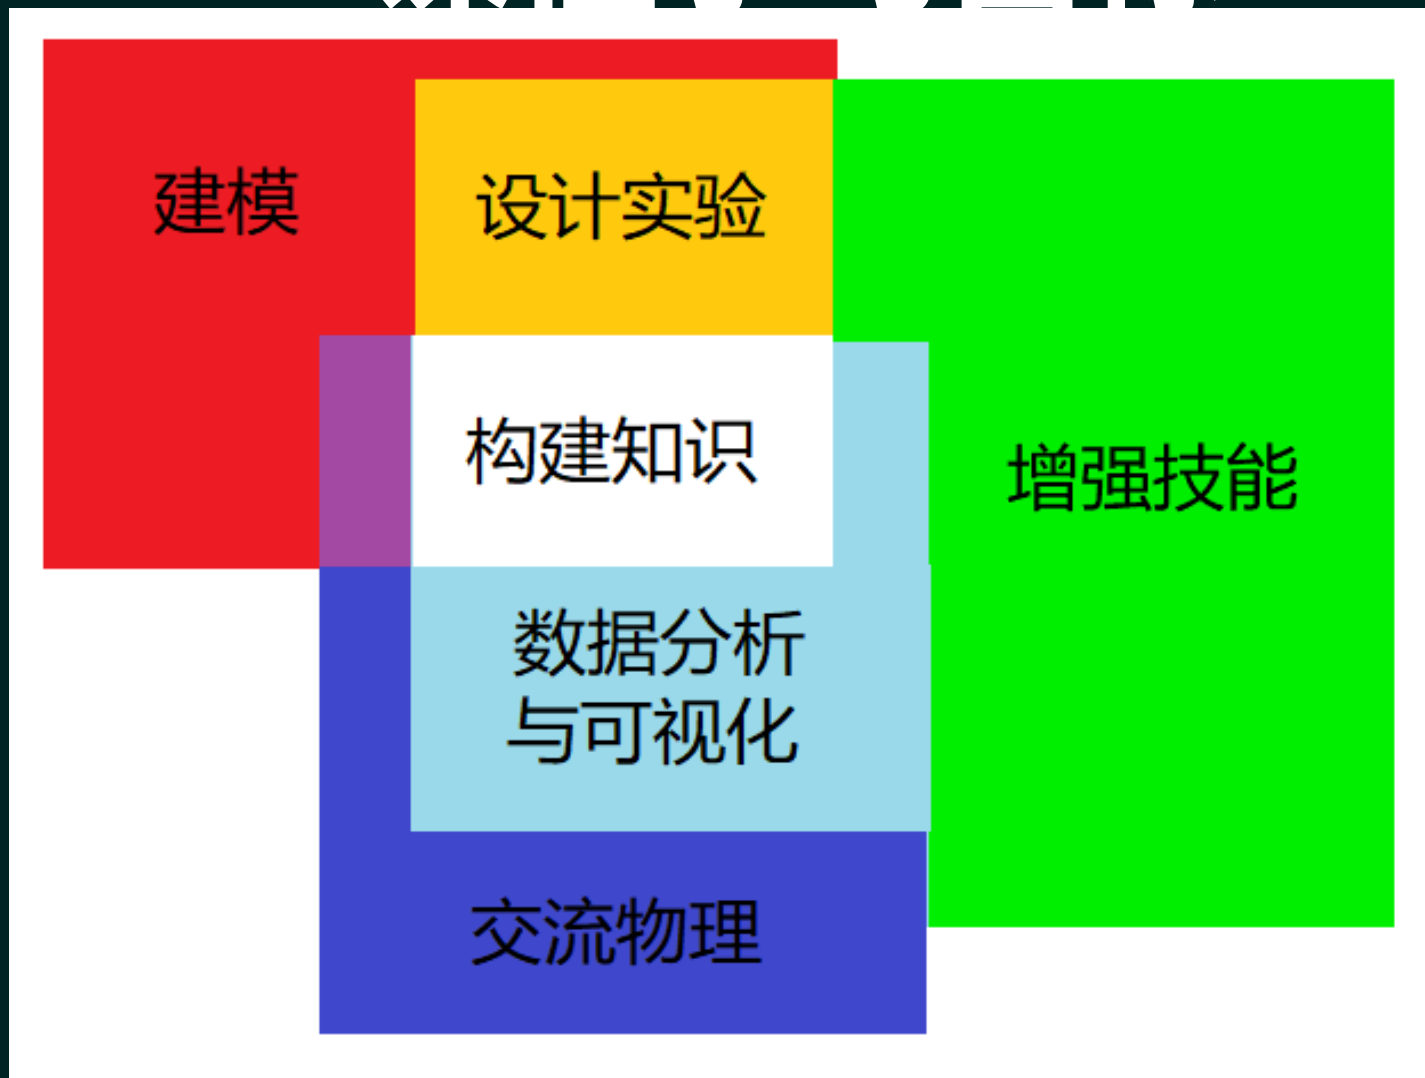 建模
设计实验
构建知识
增强技能
数据分析
与可视化
交流物理